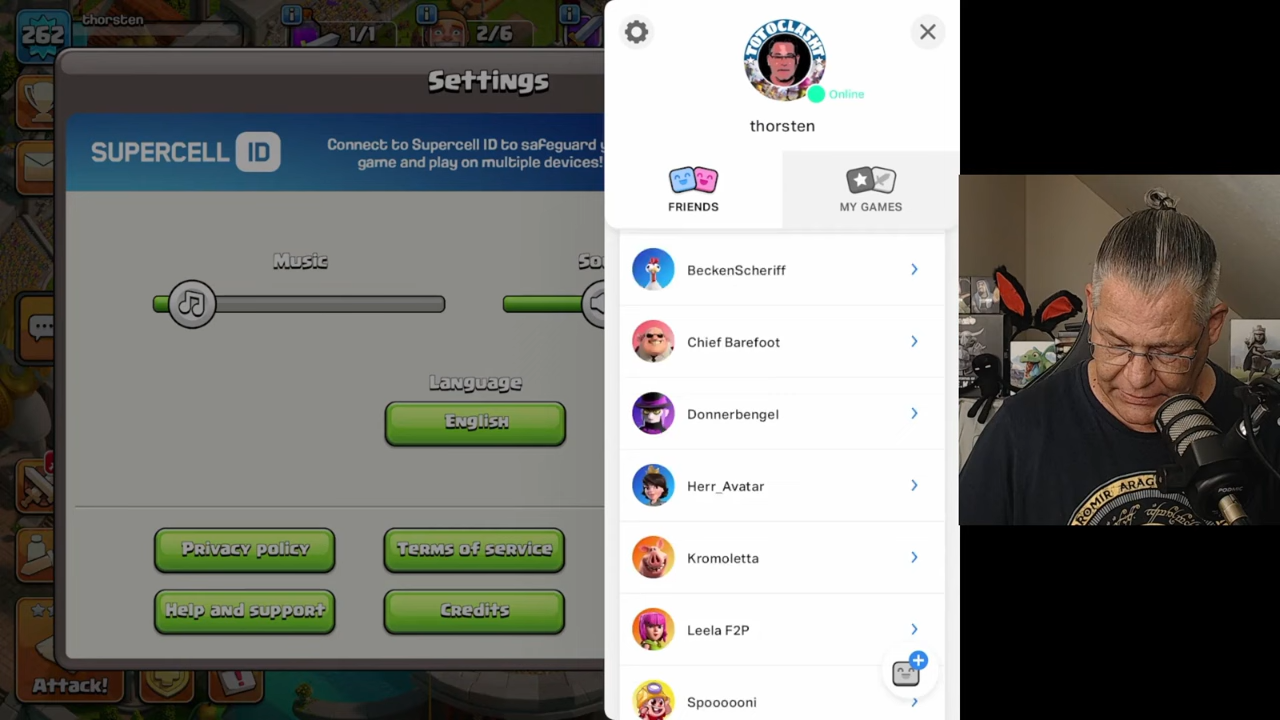 262
thorsten
1/1
2/6
Settings
SUPERCELL ID
Connect to Supercell ID to safeguard
game and play on multiple devices!
Music
Language
English
Privacy policy
Terms of service
Help and support
Credits
Attack!
TOTOCLASHT
Online
thorsten
FRIENDS
MY GAMES
BeckenScheriff
Chief Barefoot
Donnerbengel
Herr_Avatar
Kromoletta
Leela F2P
Spoooooni